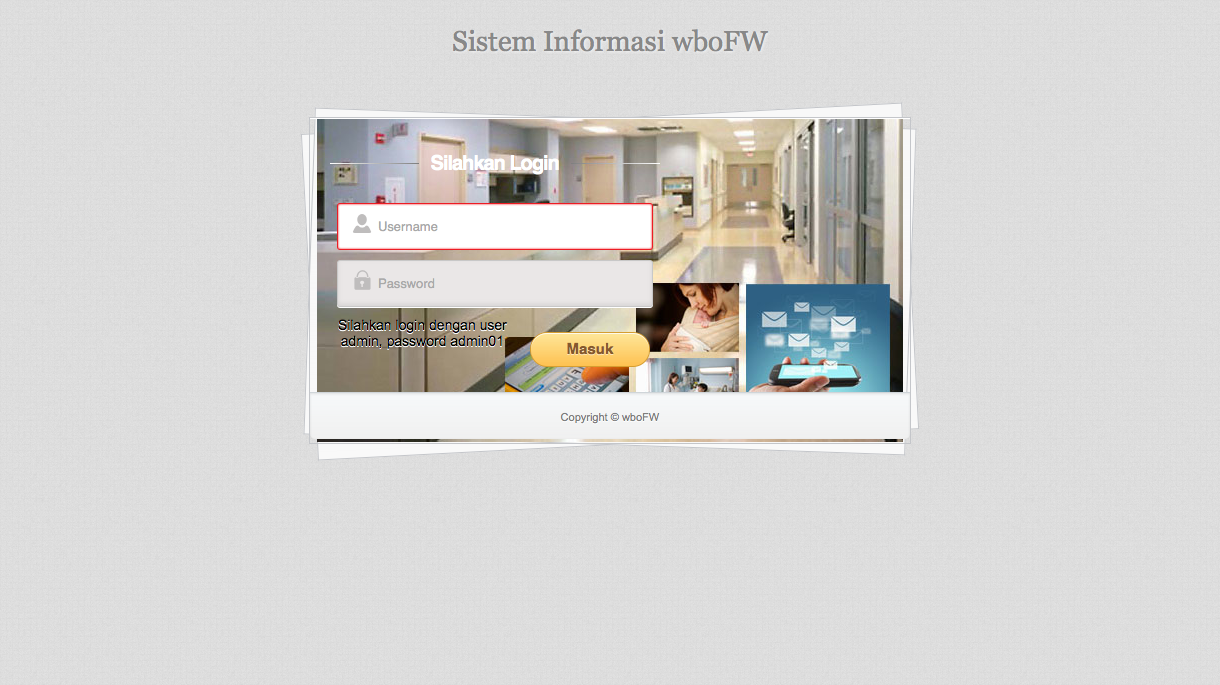 Sistem Informasi wboFW
Silahkan Login
Username
Password
Silahkan login dengan user
admin, password admin01
Masuk
Copyright © wboFW